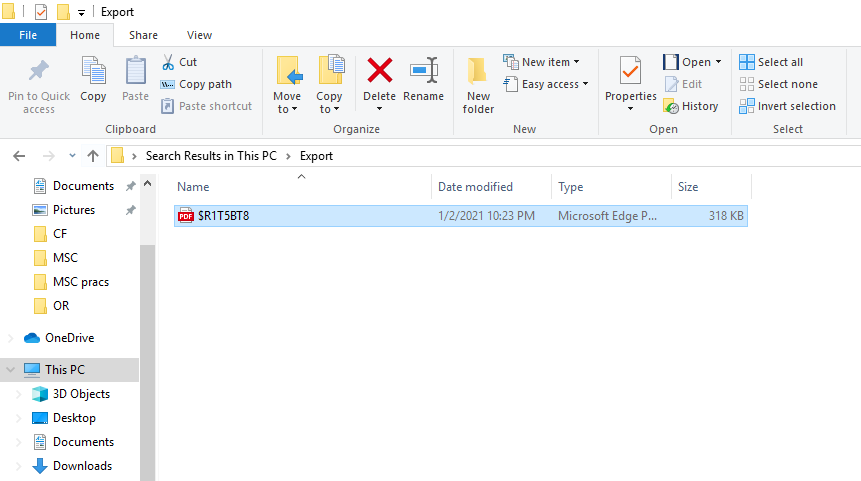 Export
File Home Share View
Pin to Quick access
Copy
Paste
Cut
Copy path
Paste shortcut
Clipboard
Move to
Copy to
Delete
Rename
Organize
New folder
New item
Easy access
New
Properties
Open
Edit
History
Open
Select all
Select none
Invert selection
Select
Search Results in This PC > Export
Documents
Pictures
CF
MSC
MSC pracs
OR
OneDrive
This PC
3D Objects
Desktop
Documents
Downloads
Name Date modified Type Size
PDF $R1T5BT8 1/2/2021 10:23 PM Microsoft Edge P... 318 KB